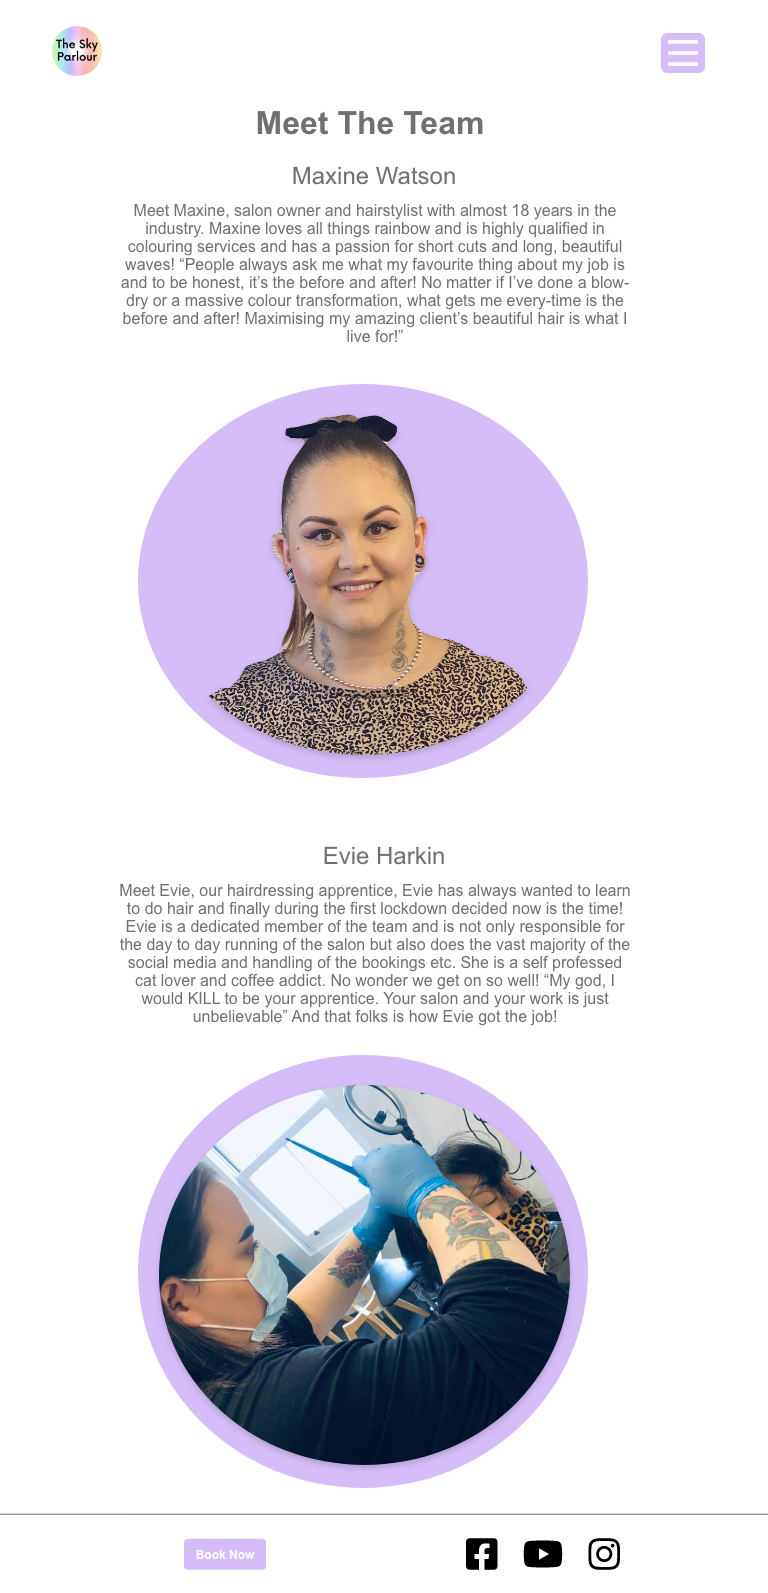 The Sky
Parlour
Meet The Team
Maxine Watson
Meet Maxine, salon owner and hairstylist with almost 18 years in the
industry. Maxine loves all things rainbow and is highly qualified in
colouring services and has a passion for short cuts and long, beautiful
waves! “People always ask me what my favourite thing about my job is
and to be honest, it’s the before and after! No matter if I’ve done a blow-
dry or a massive colour transformation, what gets me every-time is the
before and after! Maximising my amazing client’s beautiful hair is what I
live for!”
Evie Harkin
Meet Evie, our hairdressing apprentice, Evie has always wanted to learn
to do hair and finally during the first lockdown decided now is the time!
Evie is a dedicated member of the team and is not only responsible for
the day to day running of the salon but also does the vast majority of the
social media and handling of the bookings etc. She is a self professed
cat lover and coffee addict. No wonder we get on so well! “My god, I
would KILL to be your apprentice. Your salon and your work is just
unbelievable” And that folks is how Evie got the job!
Book Now